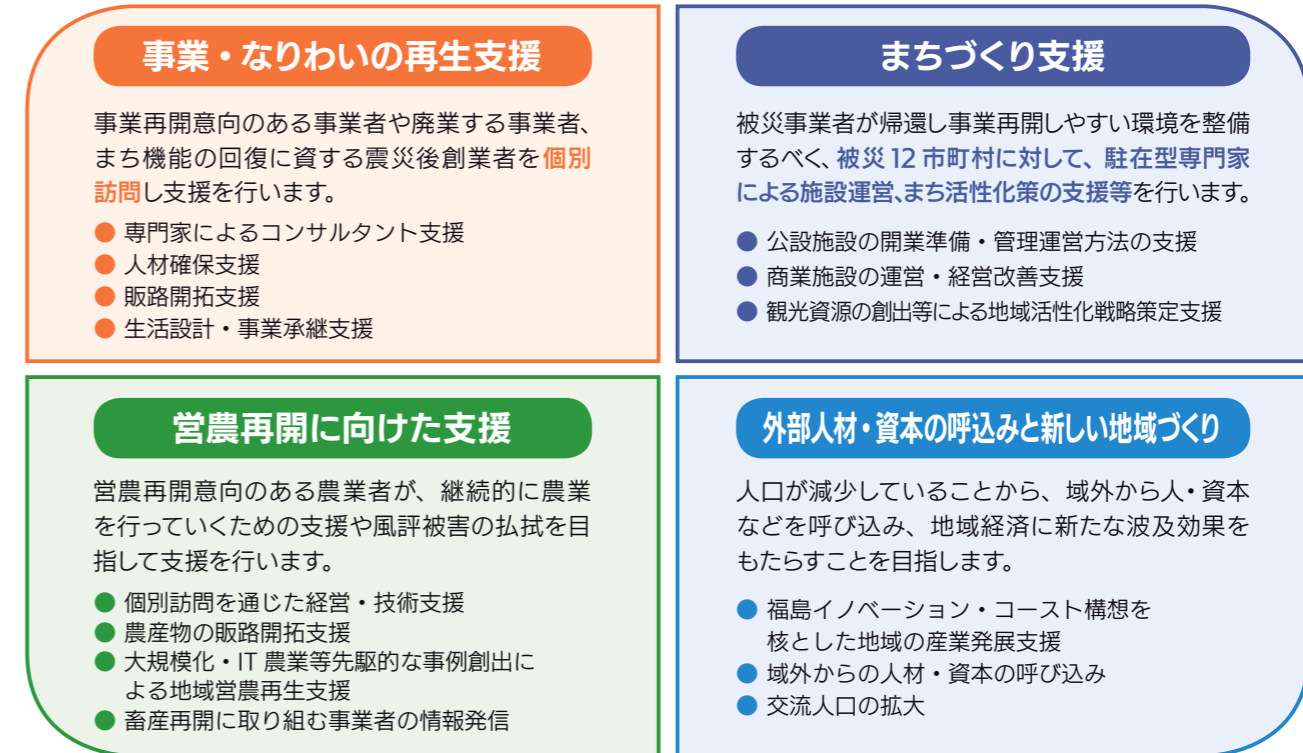 事業・なりわいの再生支援
事業再開意向のある事業者や廃業する事業者、
まち機能の回復に資する震災後創業者を個別
訪問し支援を行います。
● 専門家によるコンサルタント支援
● 人材確保支援
● 販路開拓支援
● 生活設計・事業承継支援
まちづくり支援
被災事業者が帰還し事業再開しやすい環境を整備
するべく、被災12市町村に対して、駐在型専門家
による施設運営、まち活性化策の支援等を行います。
● 公設施設の開業準備・管理運営方法の支援
● 商業施設の運営・経営改善支援
● 観光資源の創出等による地域活性化戦略策定支援
営農再開に向けた支援
営農再開意向のある農業者が、継続的に農業
を行っていくための支援や風評被害の払拭を目
指して支援を行います。
● 個別訪問を通じた経営・技術支援
● 農産物の販路開拓支援
● 大規模化・IT農業等先駆的な事例創出に
よる地域営農再生支援
● 畜産再開に取り組む事業者の情報発信
外部人材・資本の呼込みと新しい地域づくり
人口が減少していることから、域外から人・資本
などを呼び込み、地域経済に新たな波及効果を
もたらすことを目指します。
● 福島イノベーション・コースト構想を
核とした地域の産業発展支援
● 域外からの人材・資本の呼び込み
● 交流人口の拡大